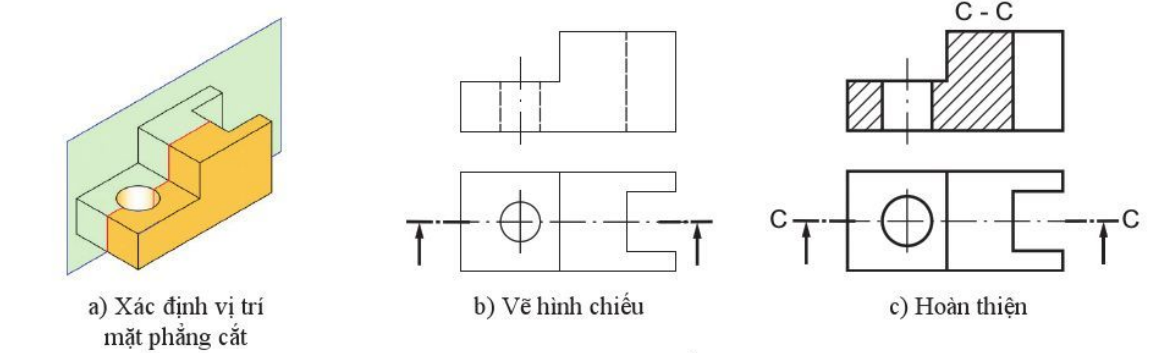 C - C
C
C
a) Xác định vị trí
mặt phẳng cắt
b) Vẽ hình chiếu
c) Hoàn thiện